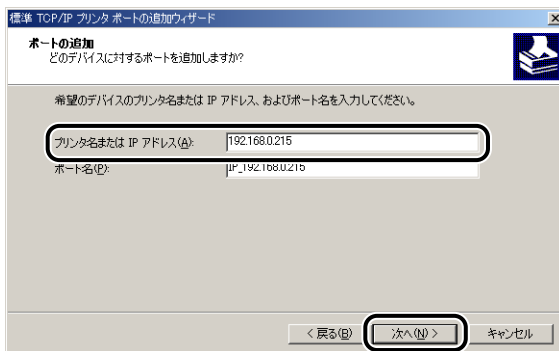 標準 TCP/IP プリンタ ポートの追加ウィザード
ポートの追加
どのデバイスに対するポートを追加しますか?
希望のデバイスのプリンタ名または IP アドレス、およびポート名を入力してください。
プリンタ名または IP アドレス(A): 192.168.0.215
ポート名(P): IP_192.168.0.215
< 戻る(B) 次へ(N) > キャンセル